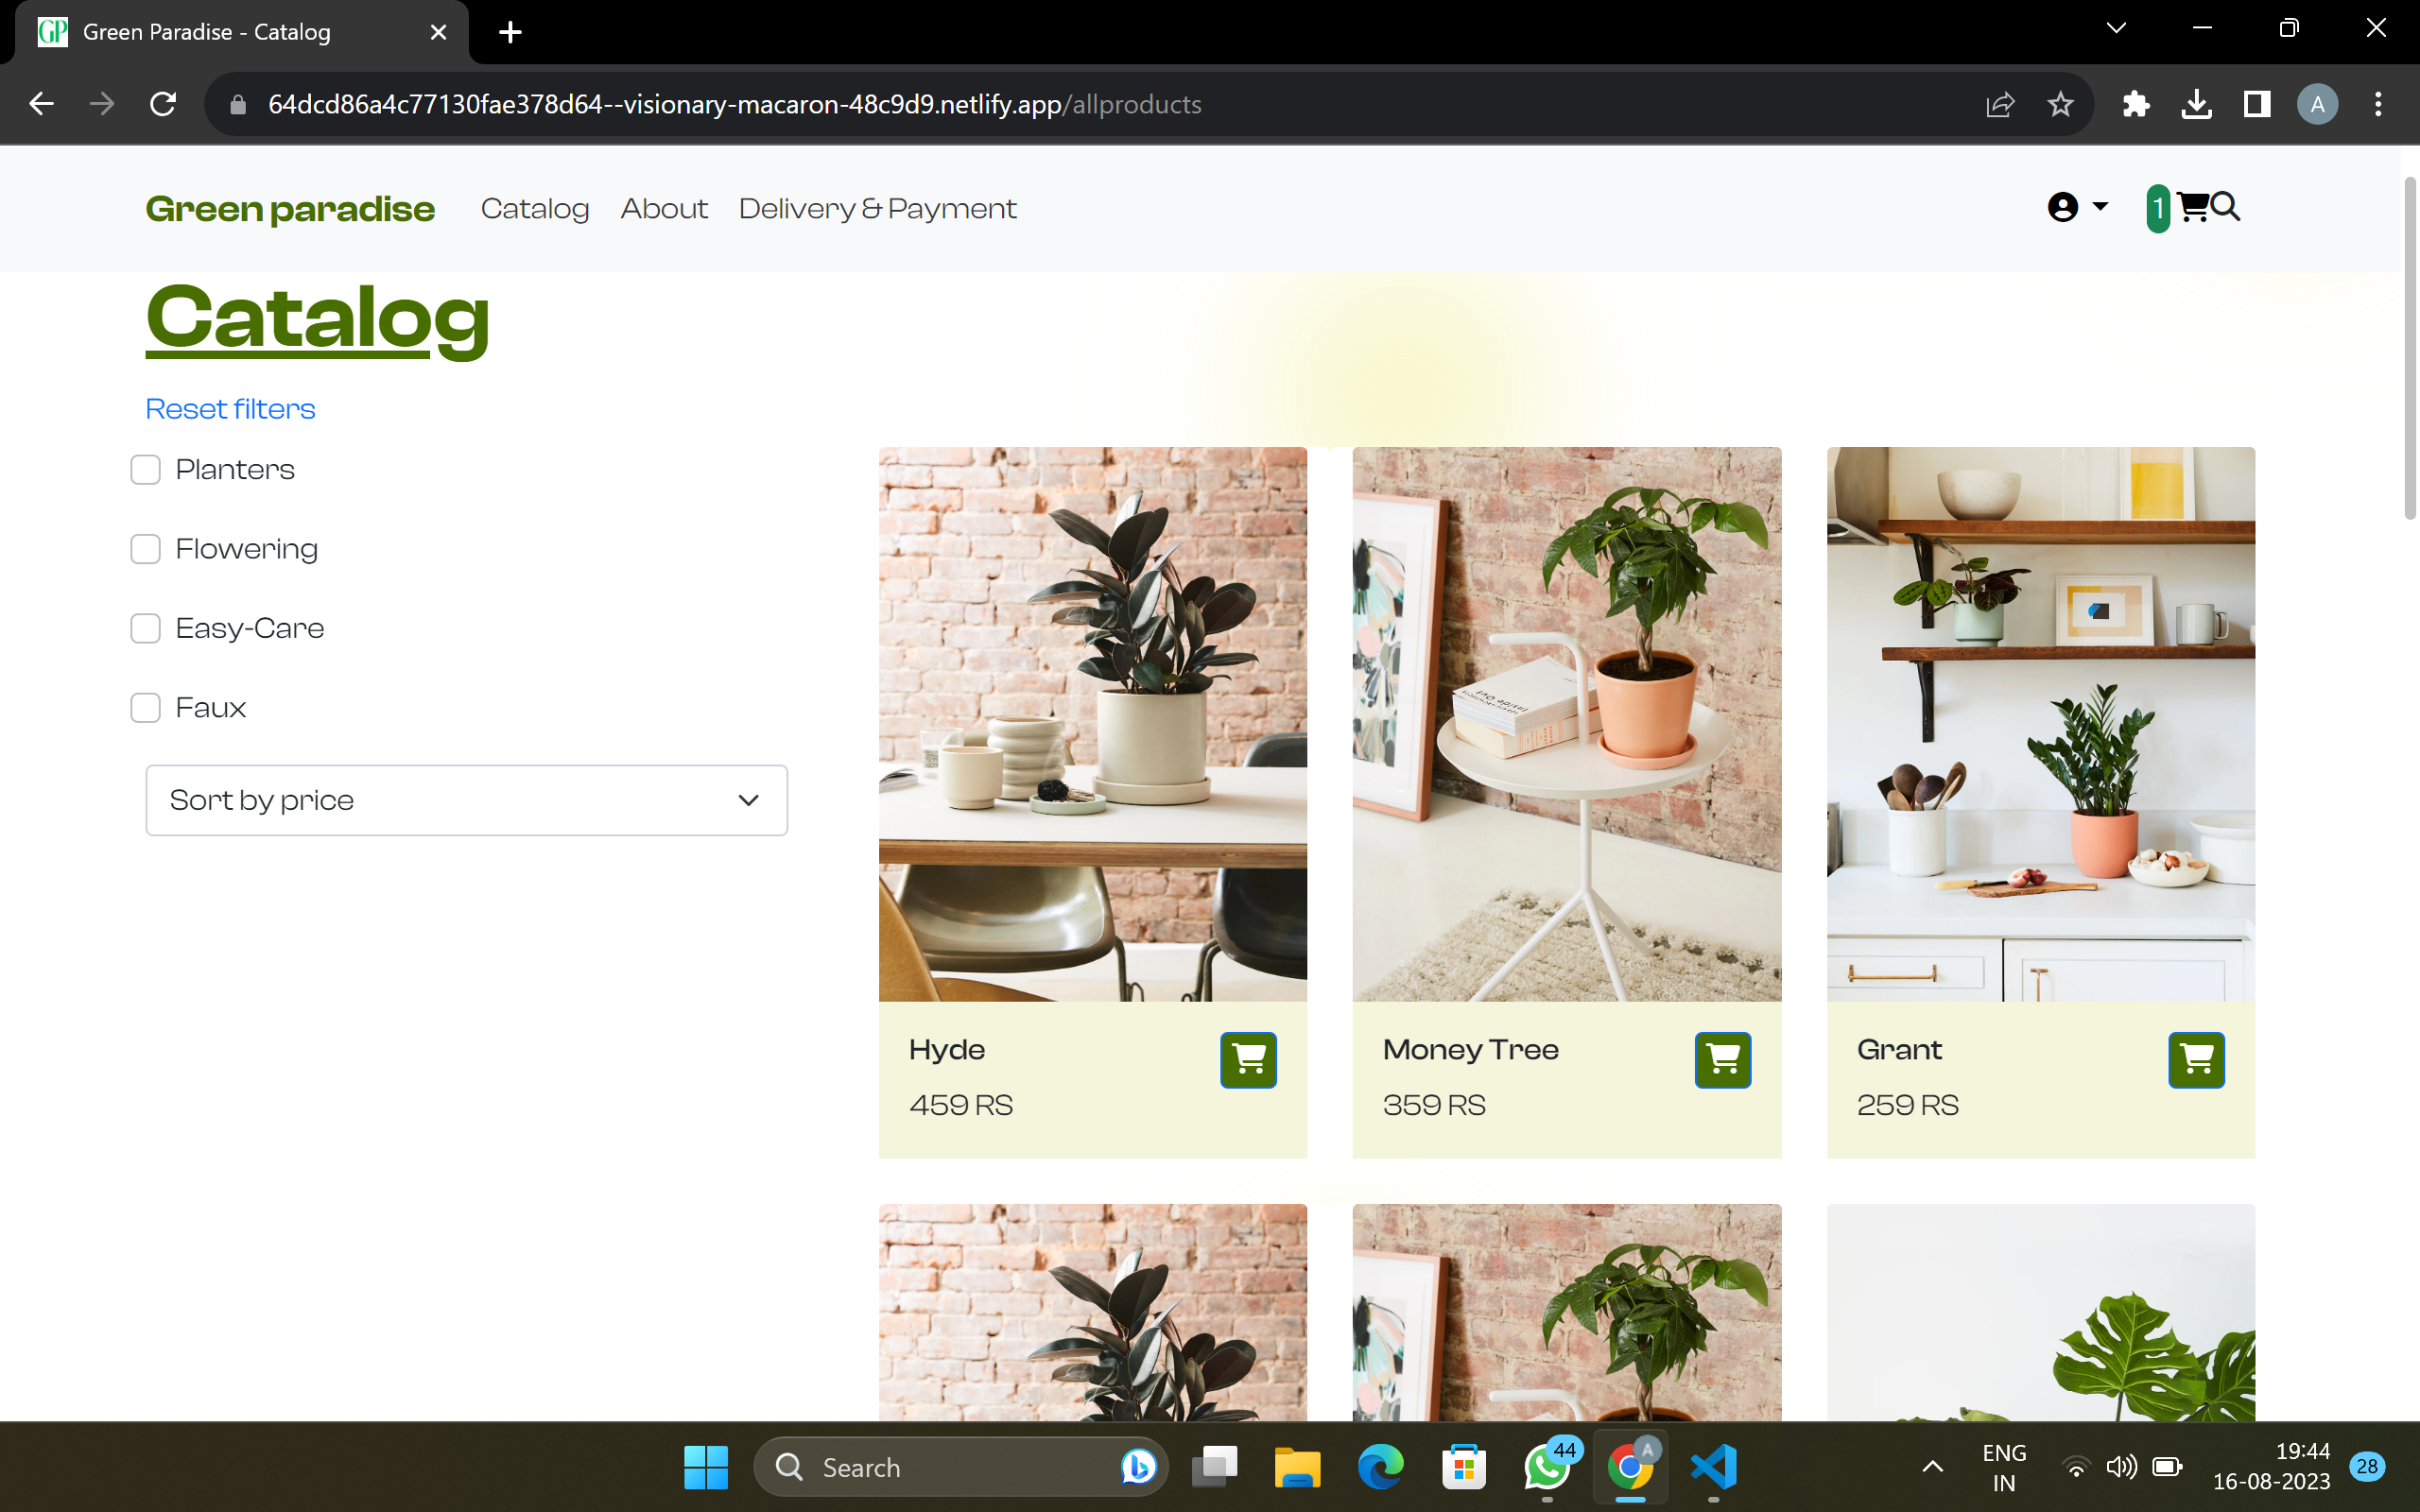 GP Green Paradise - Catalog
64dcd86a4c77130fae378d64--visionary-macaron-48c9d9.netlify.app/allproducts
A
Green paradise Catalog About Delivery & Payment 1
Catalog
Reset filters
Planters
Flowering
Easy-Care
Faux
Sort by price
Hyde Money Tree Grant
459 RS 359 RS 259 RS
Search 44 A ENG 19:44 28
IN 16-08-2023